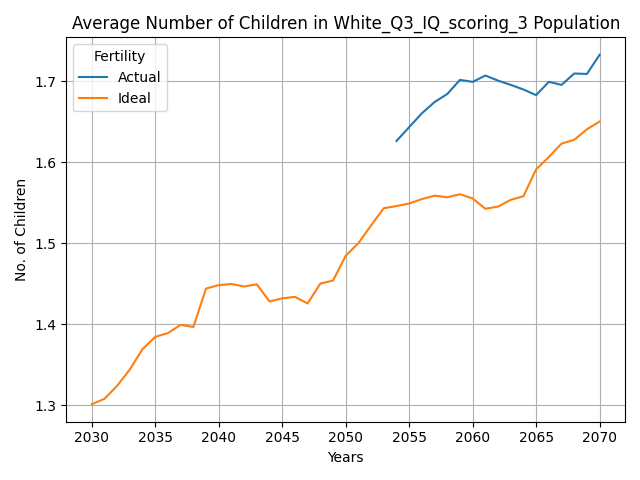 Average Number of Children in White_Q3_IQ_scoring_3 Population
Fertility
Actual
Ideal
No. of Children
1.7
1.6
1.5
1.4
1.3
2030 2035 2040 2045 2050 2055 2060 2065 2070
Years